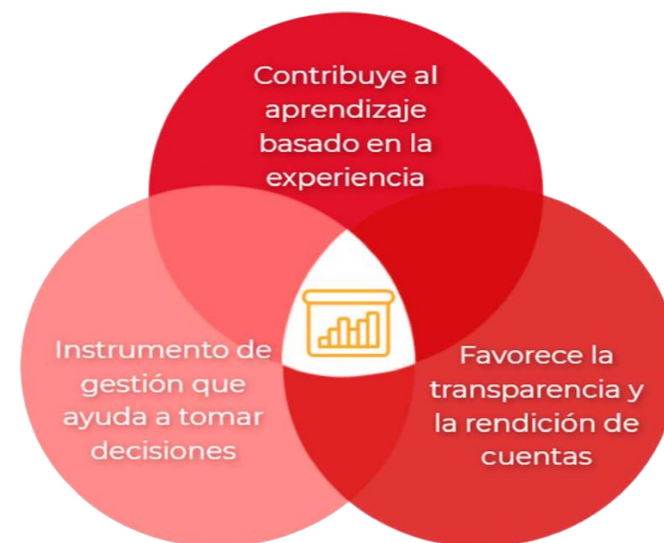 Contribuye al
aprendizaje
basado en la
experiencia
Instrumento de
gestión que
ayuda a tomar
decisiones
Favorece la
transparencia y
la rendición de
cuentas